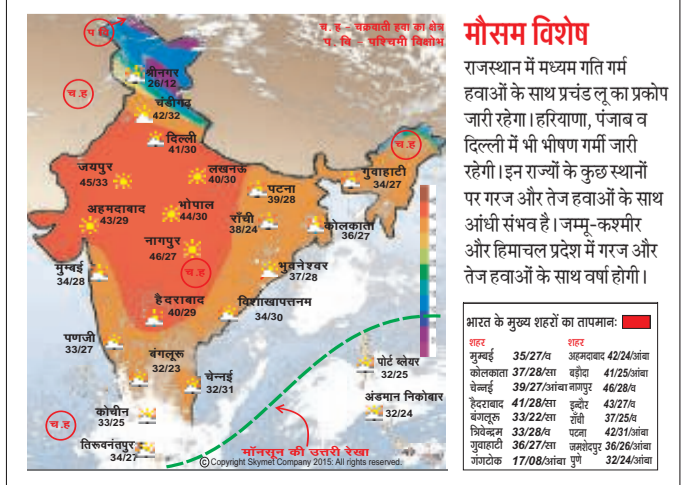 च. ह - चक्रवाती हवा का क्षेत्र
प. वि - पश्चिमी विक्षोभ
प वि
श्रीनगर
26/12
च.ह
चंडीगढ़
42/32
दिल्ली
41/30
च.ह
जयपुर
45/33
लखनऊ
40/30
पटना
39/28
गुवाहाटी
34/27
अहमदाबाद
43/29
भोपाल
44/30
राँची
38/24
कोलकाता
36/27
नागपुर
46/27
च.ह
मुम्बई
34/28
भुवनेश्वर
37/28
हैदराबाद
40/29
विशाखापत्तनम
34/30
पणजी
33/27
बंगलूरू
32/23
चेन्नई
32/31
पोर्ट ब्लेयर
32/25
अंडमान निकोबार
32/24
कोचीन
33/25
च.ह
तिरूवनंतपुर
34/27
मॉनसून की उत्तरी रेखा
© Copyright Skymet Company 2015: All rights reserved.
मौसम विशेष
राजस्थान में मध्यम गति गर्म
हवाओं के साथ प्रचंड लू का प्रकोप
जारी रहेगा। हरियाणा, पंजाब व
दिल्ली में भी भीषण गर्मी जारी
रहेगी। इन राज्यों के कुछ स्थानों
पर गरज और तेज हवाओं के साथ
आंधी संभव है। जम्मू-कश्मीर
और हिमाचल प्रदेश में गरज और
तेज हवाओं के साथ वर्षा होगी।
भारत के मुख्य शहरों का तापमानः
शहर शहर
मुम्बई 35/27/व अहमदाबाद 42/24/आंबा
कोलकाता 37/28/सा बड़ौदा 41/25/आंबा
चेन्नई 39/27/आंबा नागपुर 46/28/व
हैदराबाद 41/28/सा इन्दौर 43/27/व
बंगलूरू 33/22/सा राँची 37/25/व
त्रिवेन्द्रम 33/28/व पटना 42/31/आंबा
गुवाहाटी 36/27/सा जमशेदपुर 36/26/आंबा
गंगटोक 17/08/आंबा पुणे 32/24/आंबा